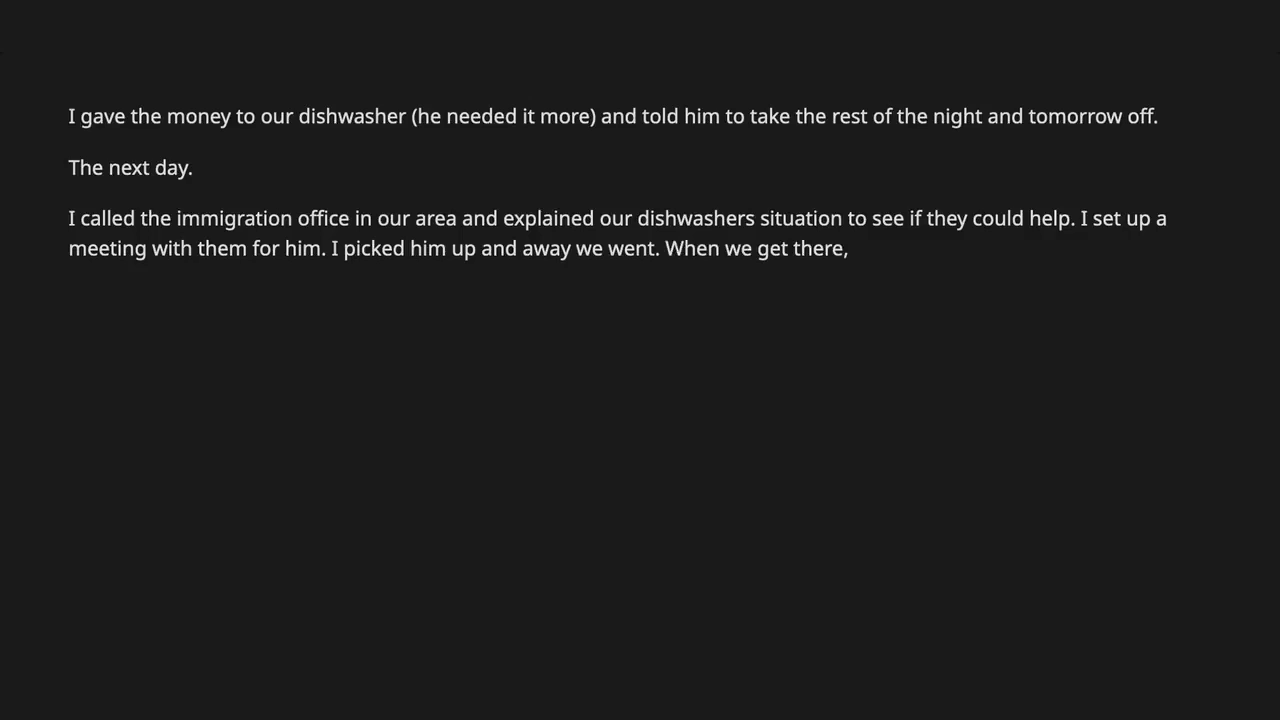 I gave the money to our dishwasher (he needed it more) and told him to take the rest of the night and tomorrow off.
The next day.
I called the immigration office in our area and explained our dishwashers situation to see if they could help. I set up a
meeting with them for him. I picked him up and away we went. When we get there,